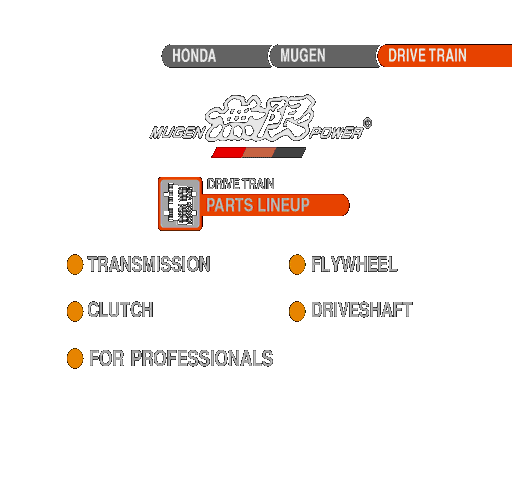 HONDA MUGEN DRIVE TRAIN
MUGEN 無限 POWER ©
DRIVE TRAIN
PARTS LINEUP
TRANSMISSION FLYWHEEL
CLUTCH DRIVESHAFT
FOR PROFESSIONALS